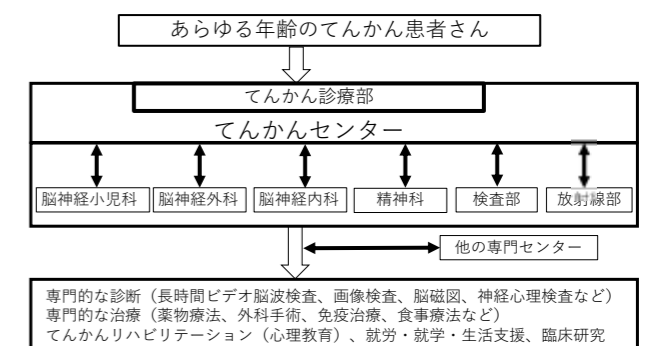 あらゆる年齢のてんかん患者さん
てんかん診療部
てんかんセンター
脳神経小児科 脳神経外科 脳神経内科 精神科 検査部 放射線部
他の専門センター
専門的な診断（長時間ビデオ脳波検査、画像検査、脳磁図、神経心理検査など）
専門的な治療（薬物療法、外科手術、免疫治療、食事療法など）
てんかんリハビリテーション（心理教育）、就労・就学・生活支援、臨床研究